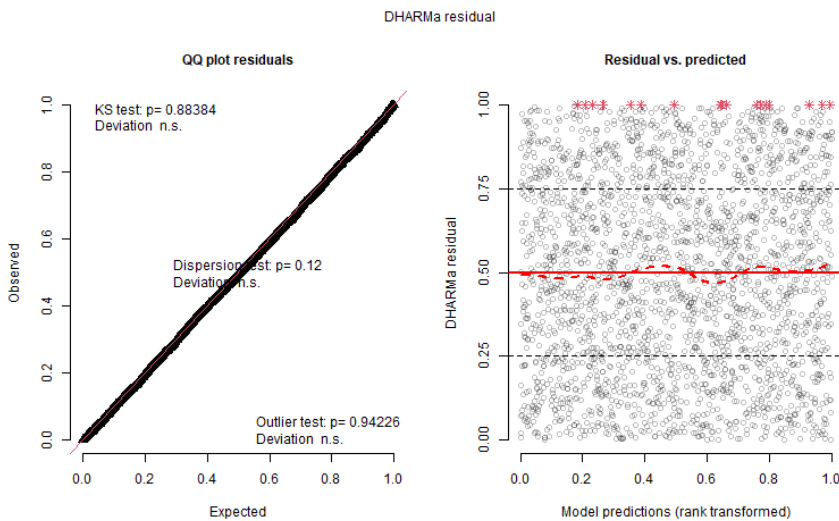 DHARMa residual
QQ plot residuals
KS test: p= 0.88384
Deviation n.s.
Dispersion test: p= 0.12
Deviation n.s.
Outlier test: p= 0.94226
Deviation n.s.
Observed
0.0 0.2 0.4 0.6 0.8 1.0
0.0 0.2 0.4 0.6 0.8 1.0
Expected
Residual vs. predicted
DHARMa residual
0.00 0.25 0.50 0.75 1.00
0.0 0.2 0.4 0.6 0.8 1.0
Model predictions (rank transformed)